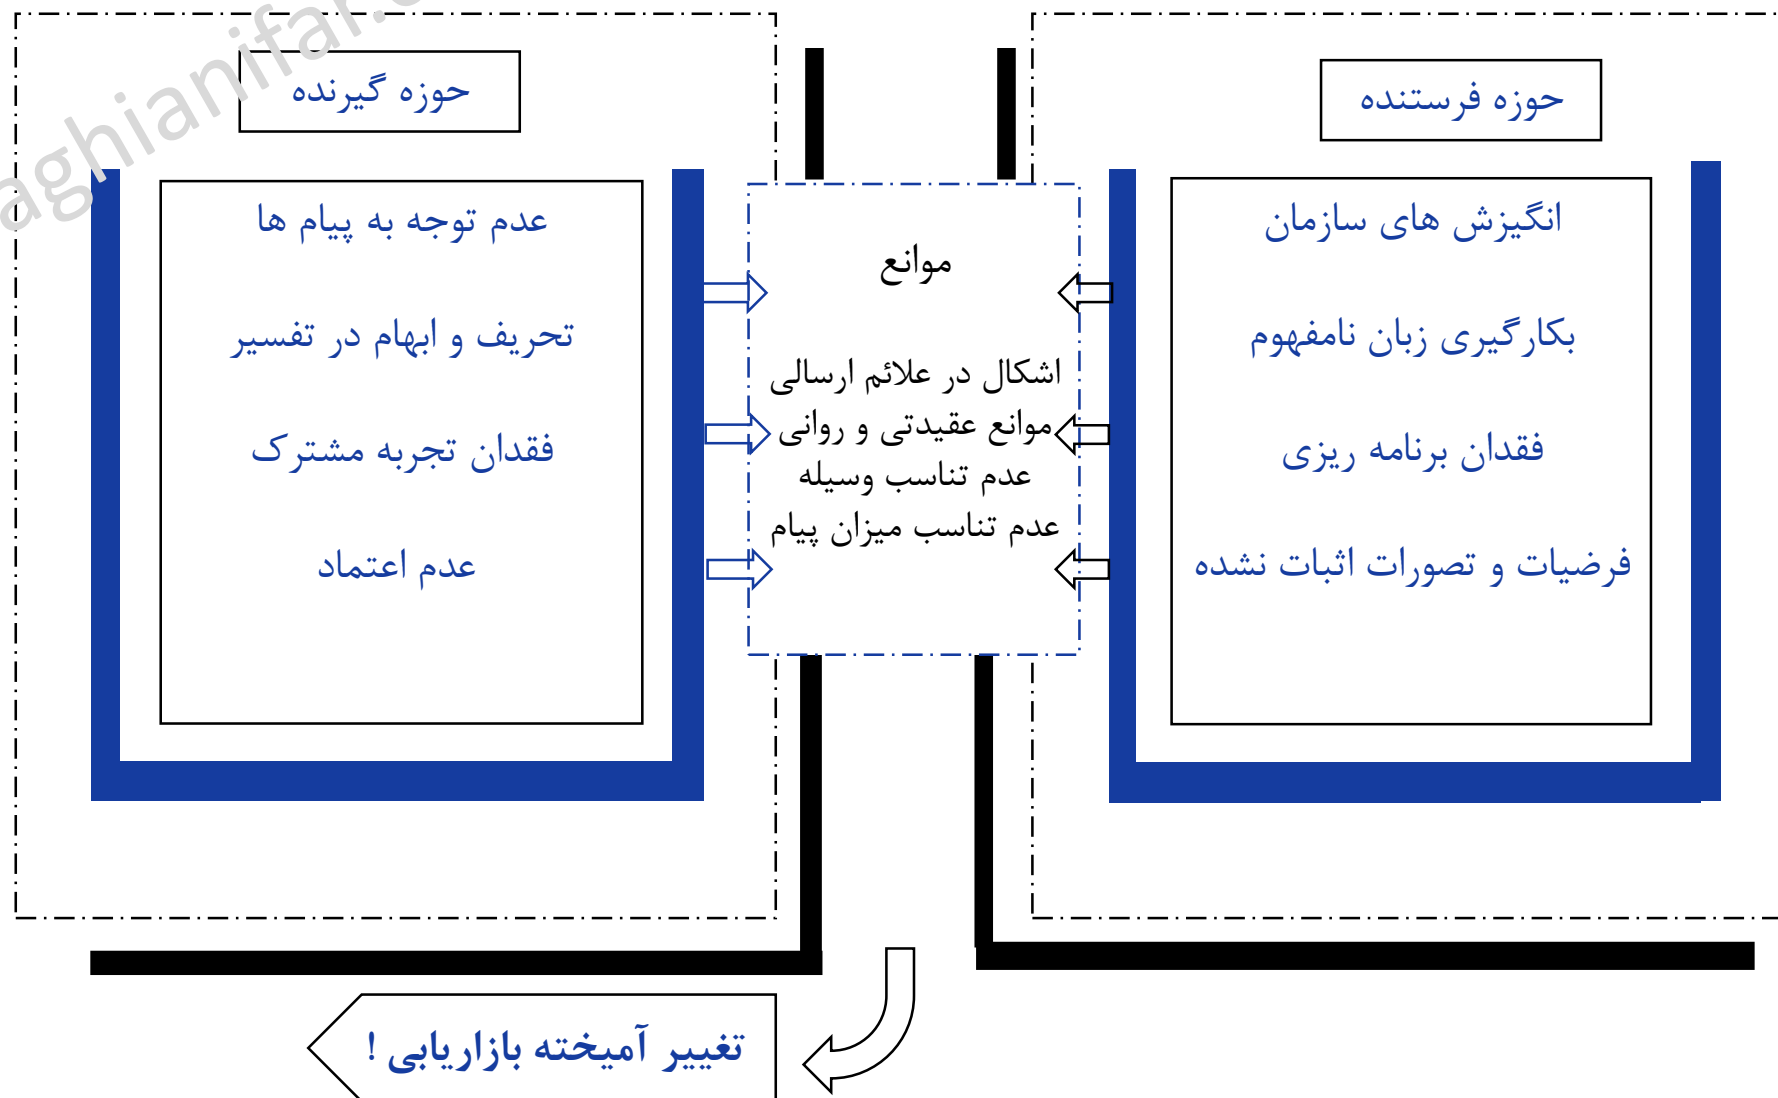 حوزه فرستنده
انگیزش های سازمان
بکارگیری زبان نامفهوم
فقدان برنامه ریزی
فرضیات و تصورات اثبات نشده
موانع
اشکال در علائم ارسالی
موانع عقیدتی و روانی
عدم تناسب وسیله
عدم تناسب میزان پیام
حوزه گیرنده
عدم توجه به پیام ها
تحریف و ابهام در تفسیر
فقدان تجربه مشترک
عدم اعتماد
تغییر آمیخته بازاریابی !